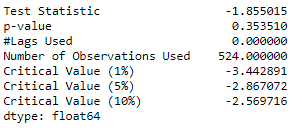 Test Statistic -1.855015
p-value 0.353510
#Lags Used 0.000000
Number of Observations Used 524.000000
Critical Value (1%) -3.442891
Critical Value (5%) -2.867072
Critical Value (10%) -2.569716
dtype: float64